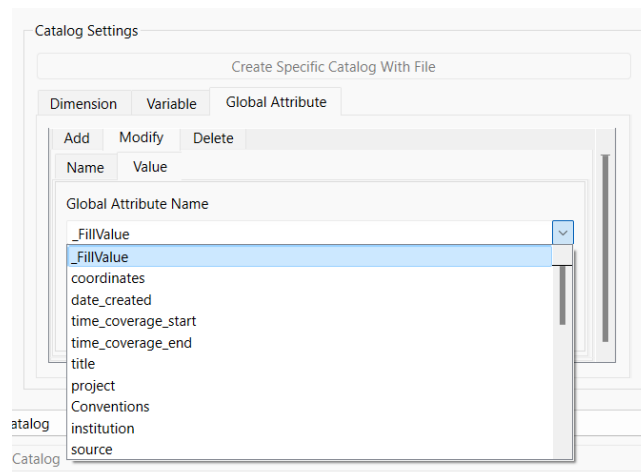 Catalog Settings
Create Specific Catalog With File
Dimension Variable Global Attribute
Add Modify Delete
Name Value
Global Attribute Name
_FillValue
_FillValue
coordinates
date_created
time_coverage_start
time_coverage_end
title
project
Conventions
atalog
institution
source
Catalog